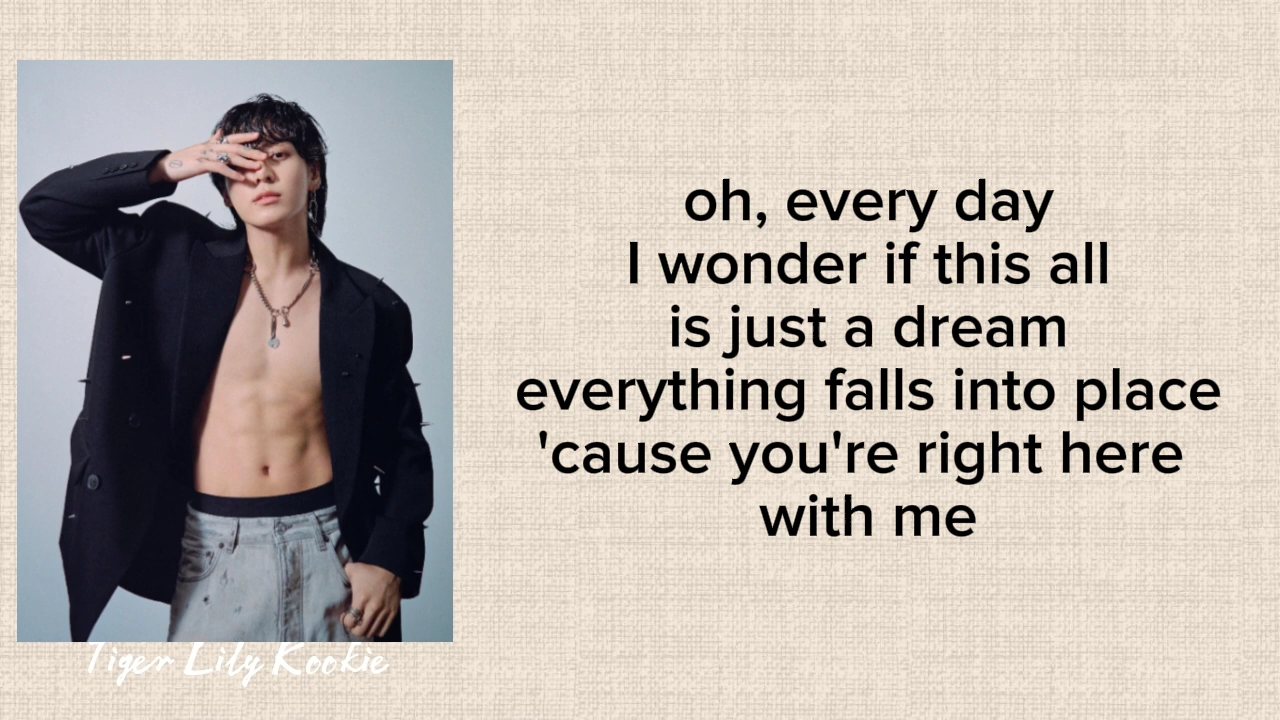 oh, every day
I wonder if this all
is just a dream
everything falls into place
'cause you're right here
with me
Tiger Lily Kookie